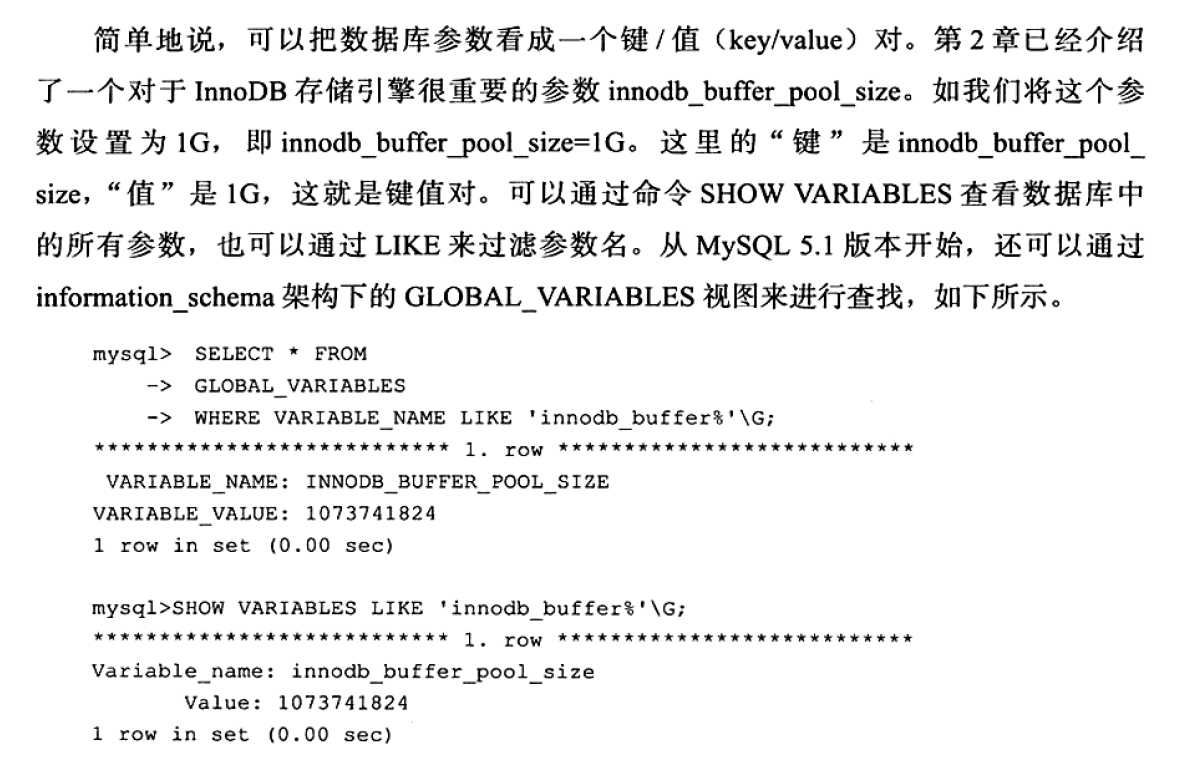 简单地说，可以把数据库参数看成一个键 / 值（key/value）对。第 2 章已经介绍
了一个对于 InnoDB 存储引擎很重要的参数 innodb_buffer_pool_size。如我们将这个参
数设置为 1G，即 innodb_buffer_pool_size=1G。这里的“键”是 innodb_buffer_pool_
size，“值”是 1G，这就是键值对。可以通过命令 SHOW VARIABLES 查看数据库中
的所有参数，也可以通过 LIKE 来过滤参数名。从 MySQL 5.1 版本开始，还可以通过
information_schema 架构下的 GLOBAL_VARIABLES 视图来进行查找，如下所示。
mysql> SELECT * FROM
-> GLOBAL_VARIABLES
-> WHERE VARIABLE_NAME LIKE 'innodb_buffer%'\G;
*************************** 1. row ***************************
VARIABLE_NAME: INNODB_BUFFER_POOL_SIZE
VARIABLE_VALUE: 1073741824
1 row in set (0.00 sec)
mysql>SHOW VARIABLES LIKE 'innodb_buffer%'\G;
*************************** 1. row ***************************
Variable_name: innodb_buffer_pool_size
Value: 1073741824
1 row in set (0.00 sec)